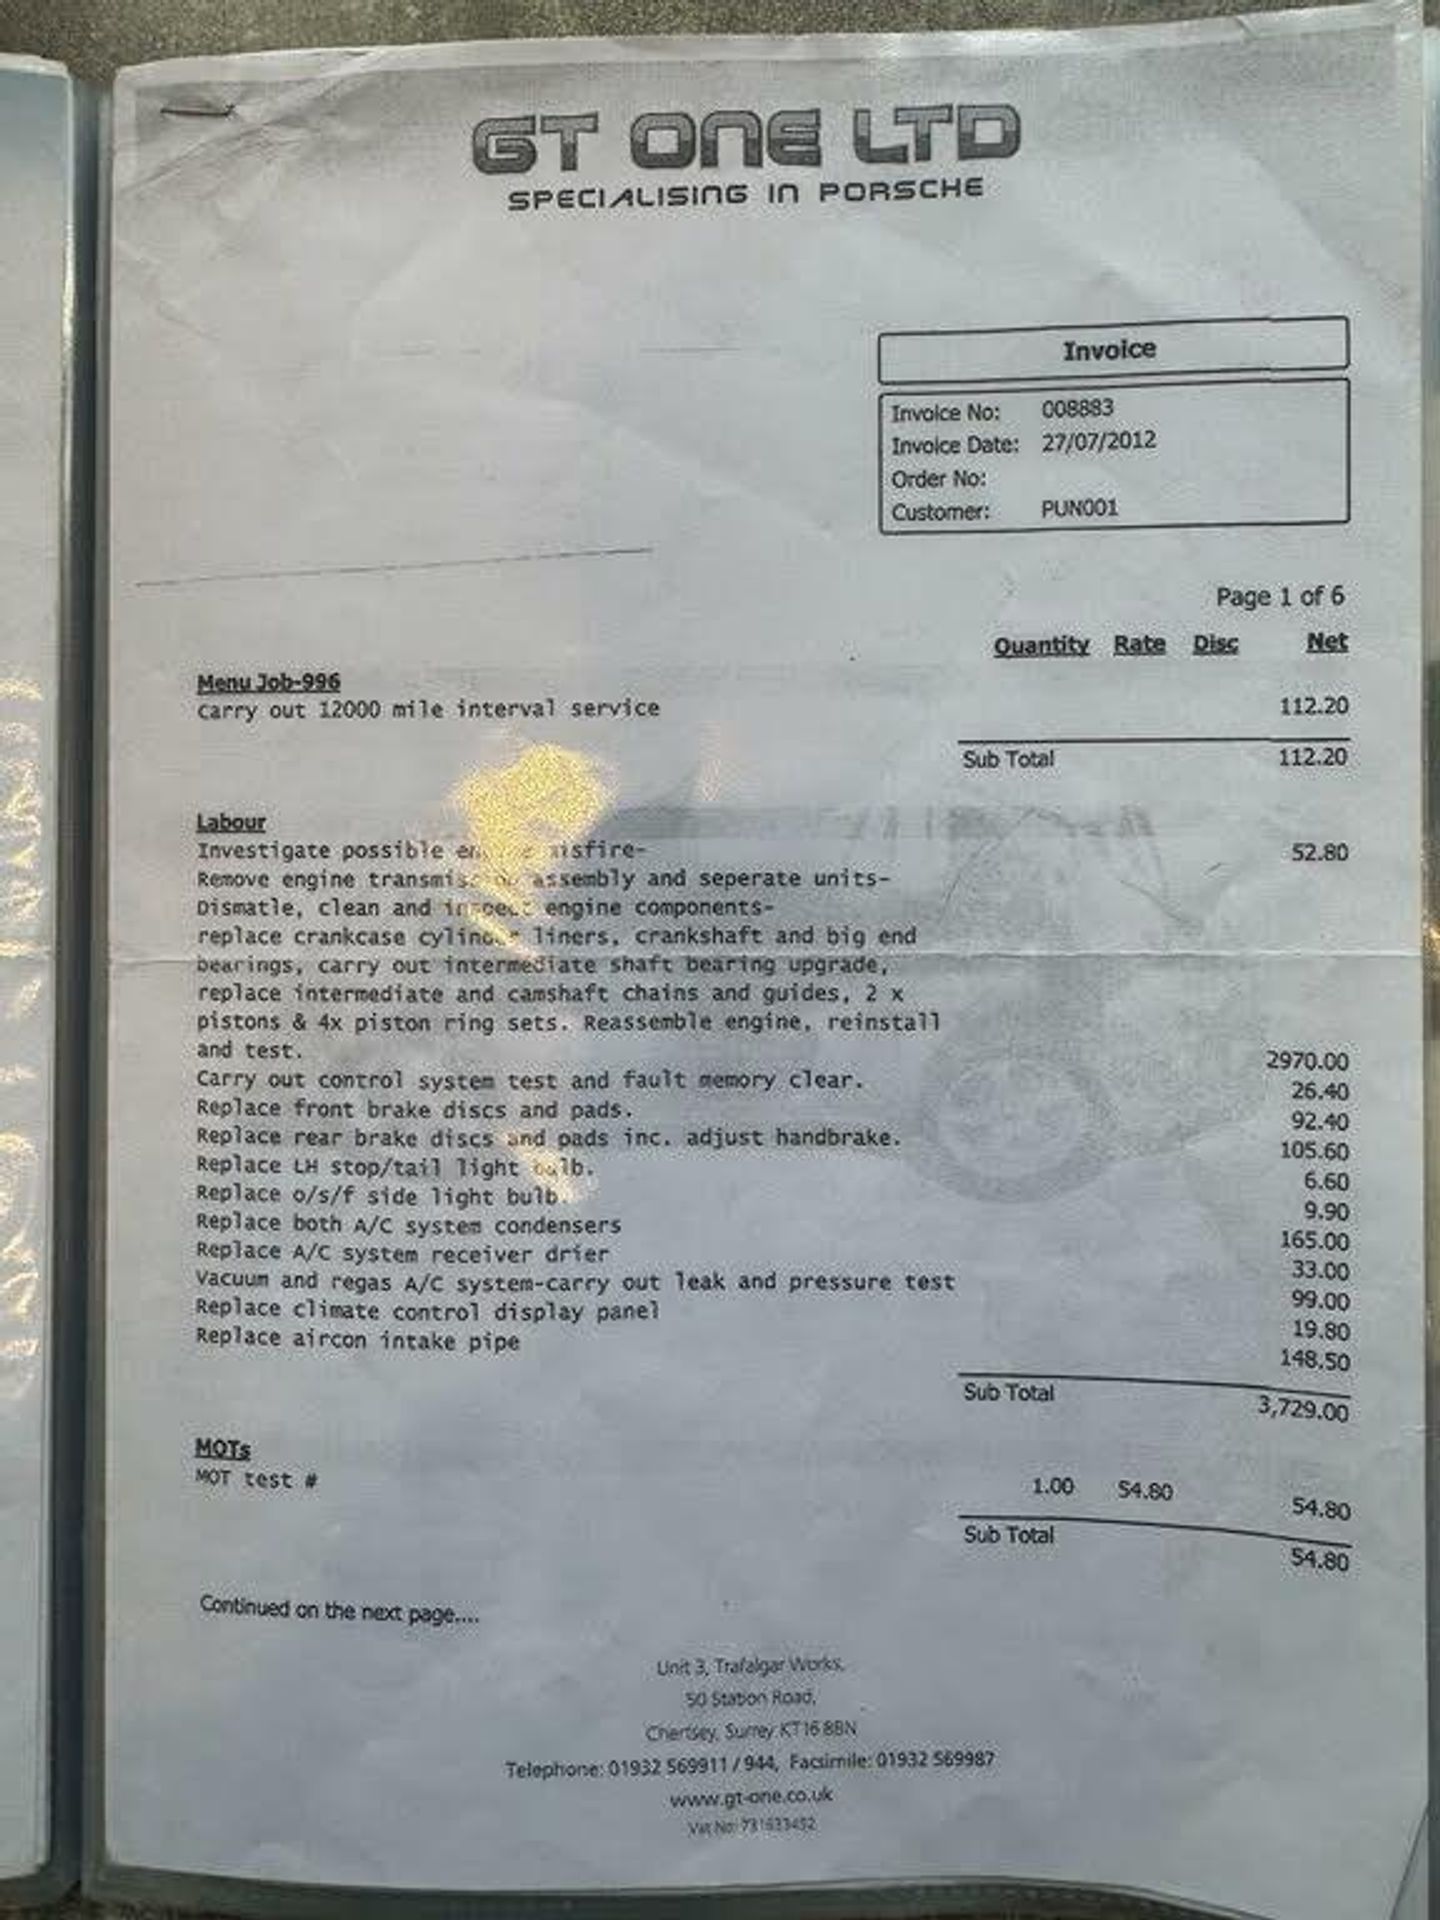 GT ONE LTD
SPECIALISING IN PORSCHE
Invoice
Invoice No: 008883
Invoice Date: 27/07/2012
Order No:
Customer: PUN001
Page 1 of 6
Quantity Rate Disc Net
Menu Job-996
Carry out 12000 mile interval service 112.20
Sub Total 112.20
Labour
Investigate possible misfire- 52.80
Remove engine transmission assembly and seperate units-
Dismatle, clean and inspect engine components-
replace crankcase cylinder liners, crankshaft and big end
bearings, carry out intermediate shaft bearing upgrade,
replace intermediate and camshaft chains and guides, 2 x
pistons & 4x piston ring sets. Reassemble engine, reinstall
and test. 2970.00
Carry out control system test and fault memory clear. 26.40
Replace front brake discs and pads. 92.40
Replace rear brake discs and pads inc. adjust handbrake. 105.60
Replace LH stop/tail light bulb. 6.60
Replace o/s/f side light bulb. 9.90
Replace both A/C system condensers 165.00
Replace A/C system receiver drier 33.00
Vacuum and regas A/C system-carry out leak and pressure test 99.00
Replace climate control display panel 19.80
Replace aircon intake pipe 148.50
Sub Total 3,729.00
MOTs
MOT test # 1.00 54.80 54.80
Sub Total 54.80
Continued on the next page....
Unit 3, Trafalgar Works,
50 Station Road,
Chertsey, Surrey KT16 8BN
Telephone: 01932 569911 / 944, Facsimile: 01932 569987
www.gt-one.co.uk
Vat No: 731633452